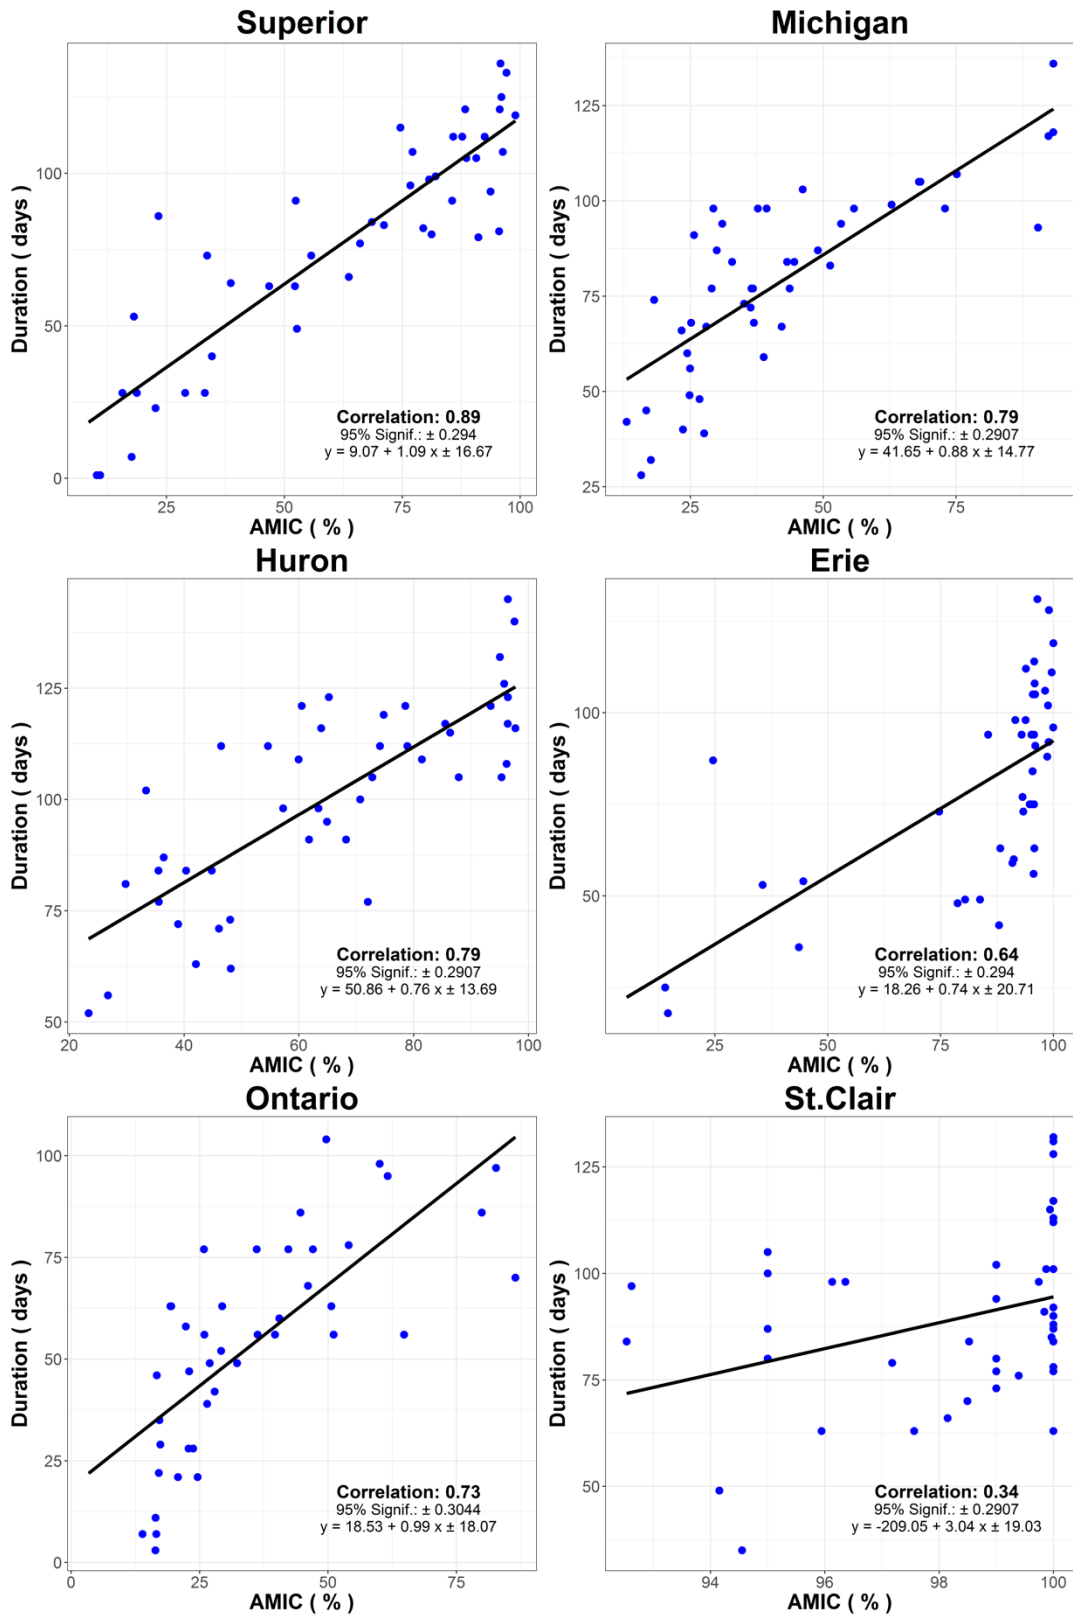 Superior
Duration ( days )
100
50
0
25
50
75
100
AMIC ( % )
Correlation: 0.89
95% Signif.: ± 0.294
y = 9.07 + 1.09 x ± 16.67
Michigan
Duration ( days )
125
100
75
50
25
25
50
75
AMIC ( % )
Correlation: 0.79
95% Signif.: ± 0.2907
y = 41.65 + 0.88 x ± 14.77
Huron
Duration ( days )
125
100
75
50
20
40
60
80
100
AMIC ( % )
Correlation: 0.79
95% Signif.: ± 0.2907
y = 50.86 + 0.76 x ± 13.69
Erie
Duration ( days )
100
50
25
50
75
100
AMIC ( % )
Correlation: 0.64
95% Signif.: ± 0.294
y = 18.26 + 0.74 x ± 20.71
Ontario
Duration ( days )
100
75
50
25
0
0
25
50
75
AMIC ( % )
Correlation: 0.73
95% Signif.: ± 0.3044
y = 18.53 + 0.99 x ± 18.07
St.Clair
Duration ( days )
125
100
75
50
94
96
98
100
AMIC ( % )
Correlation: 0.34
95% Signif.: ± 0.2907
y = -209.05 + 3.04 x ± 19.03